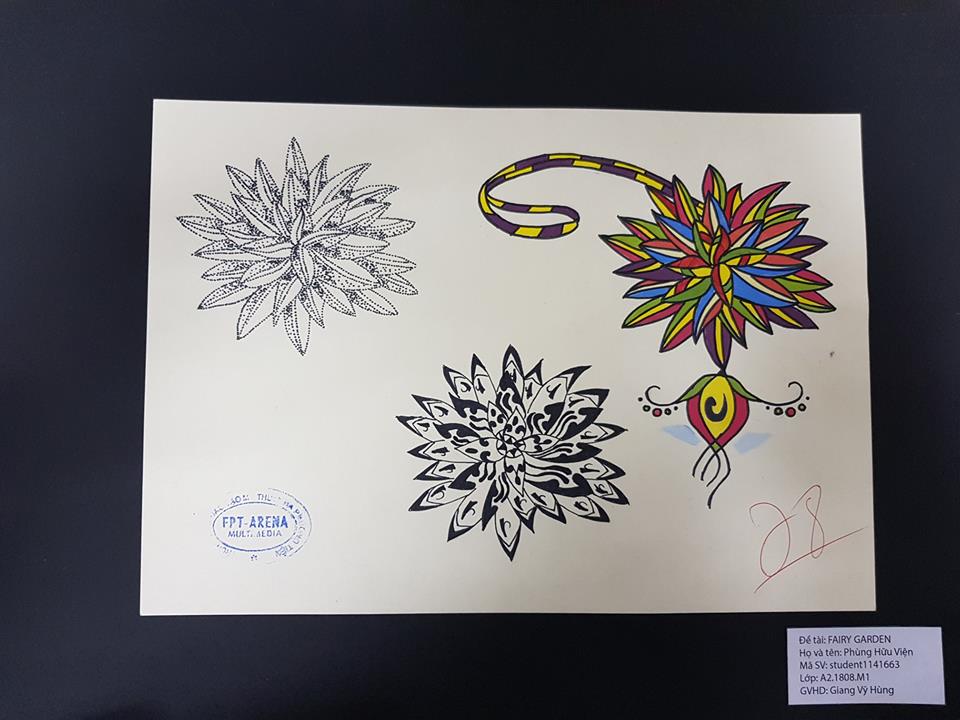 FPT-ARENA
MULTIMEDIA
28
Đề tài: FAIRY GARDEN
Họ và tên: Phùng Hữu Viện
Mã SV: student1141663
Lớp: A2.1808.M1
GVHD: Giang Vỹ Hùng